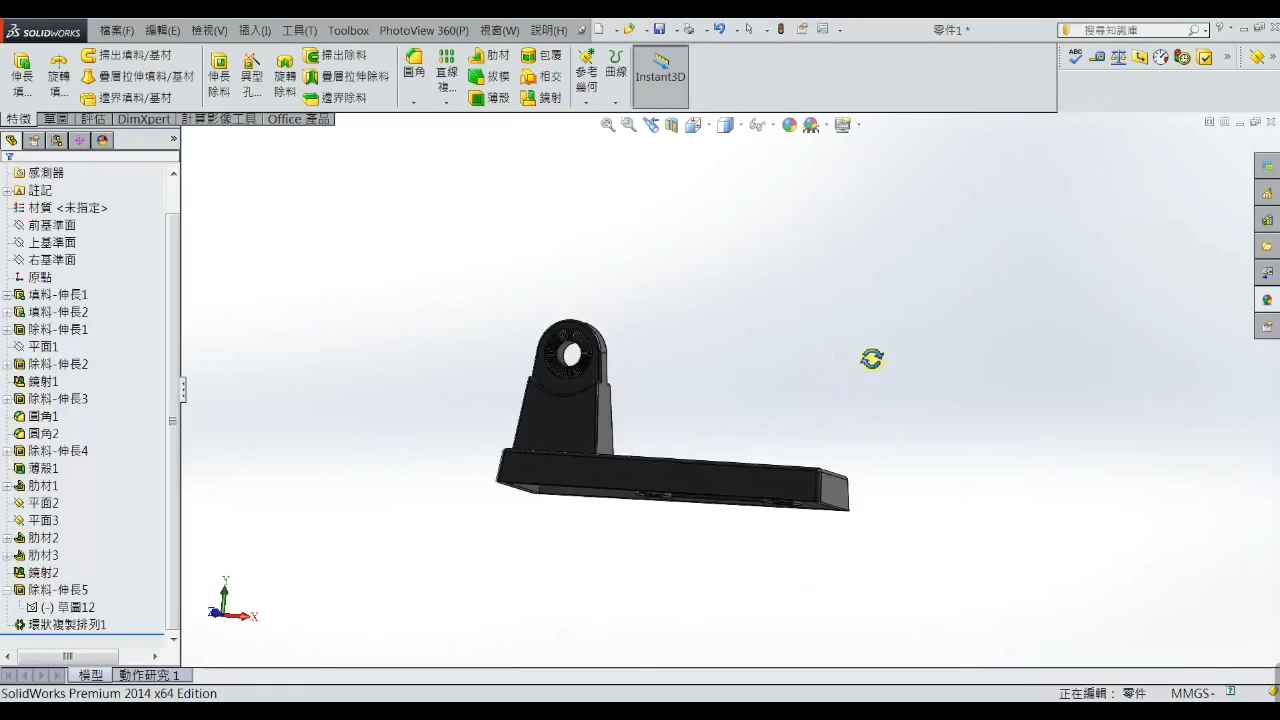 SOLIDWORKS 檔案(F) 編輯(E) 檢視(V) 插入(I) 工具(T) Toolbox PhotoView 360(P) 視窗(W) 說明(H) 零件1 * 搜尋知識庫
伸長填... 旋轉填... 掃出填料/基材 疊層拉伸填料/基材 邊界填料/基材
伸長除料 異型孔... 旋轉除料 掃出除料 疊層拉伸除料 邊界除料
圓角 直線複... 肋材 拔模 薄殼 包覆 相交 鏡射
參考幾何 曲線 Instant3D
ABC
特徵 草圖 評估 DimXpert 計算影像工具 Office 產品
感測器
註記
材質 <未指定>
前基準面
上基準面
右基準面
原點
填料-伸長1
填料-伸長2
除料-伸長1
平面1
除料-伸長2
鏡射1
除料-伸長3
圓角1
圓角2
除料-伸長4
薄殼1
肋材1
平面2
平面3
肋材2
肋材3
鏡射2
除料-伸長5
(-) 草圖12
環狀複製排列1
Y
Z
X
模型 動作研究 1
SolidWorks Premium 2014 x64 Edition 正在編輯： 零件 MMGS